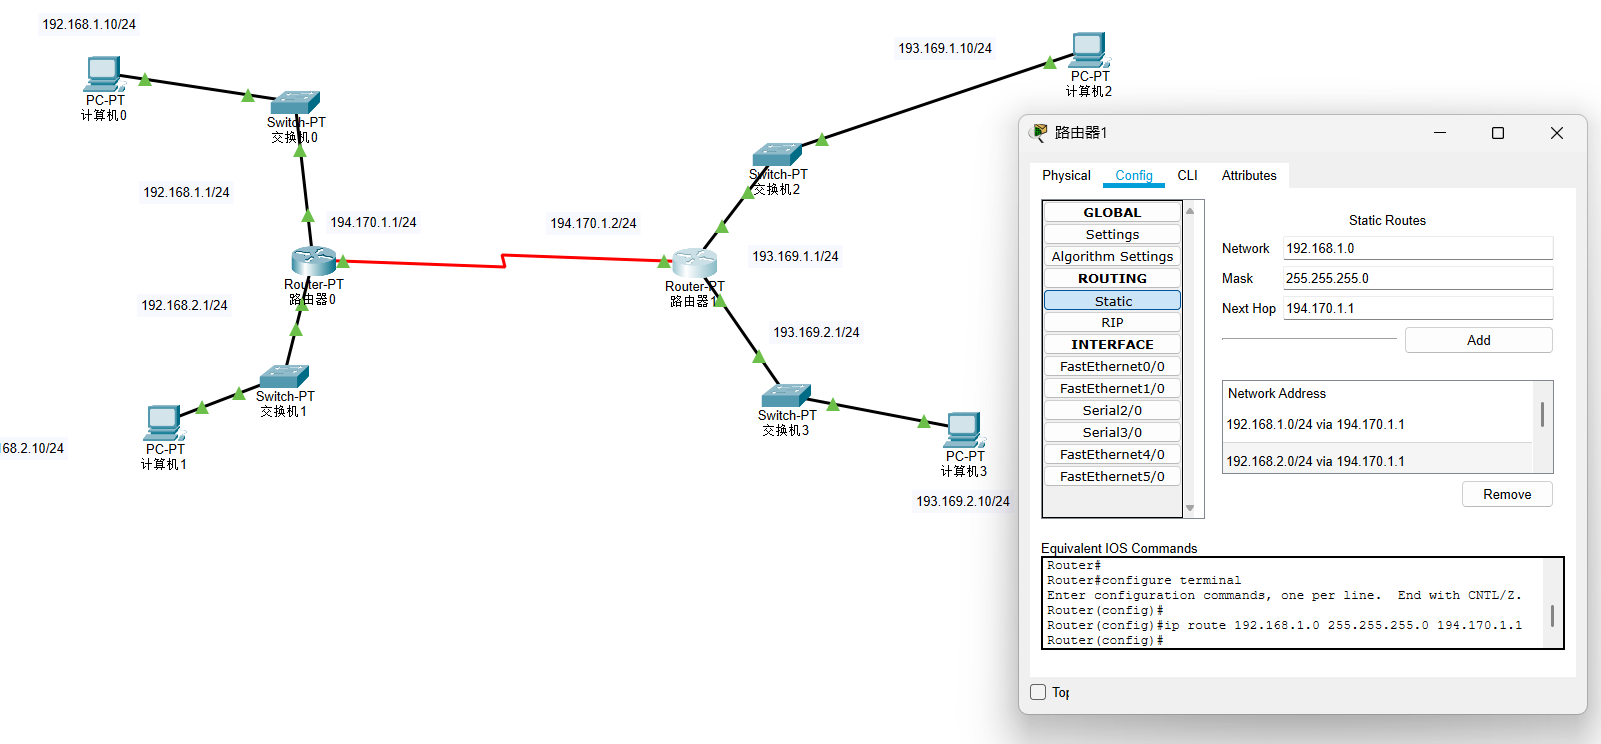 192.168.1.10/24
PC-PT
计算机0
Switch-PT
交换机0
192.168.1.1/24
194.170.1.1/24
Router-PT
路由器0
192.168.2.1/24
Switch-PT
交换机1
PC-PT
计算机1
68.2.10/24
193.169.1.10/24
PC-PT
计算机2
Switch-PT
交换机2
194.170.1.2/24
193.169.1.1/24
Router-PT
路由器1
193.169.2.1/24
Switch-PT
交换机3
PC-PT
计算机3
193.169.2.10/24
路由器1
Physical Config CLI Attributes
GLOBAL
Settings
Algorithm Settings
ROUTING
Static
RIP
INTERFACE
FastEthernet0/0
FastEthernet1/0
Serial2/0
Serial3/0
FastEthernet4/0
FastEthernet5/0
Static Routes
Network 192.168.1.0
Mask 255.255.255.0
Next Hop 194.170.1.1
Add
Network Address
192.168.1.0/24 via 194.170.1.1
192.168.2.0/24 via 194.170.1.1
Remove
Equivalent IOS Commands
Router#
Router#configure terminal
Enter configuration commands, one per line. End with CNTL/Z.
Router(config)#
Router(config)#ip route 192.168.1.0 255.255.255.0 194.170.1.1
Router(config)#
Top